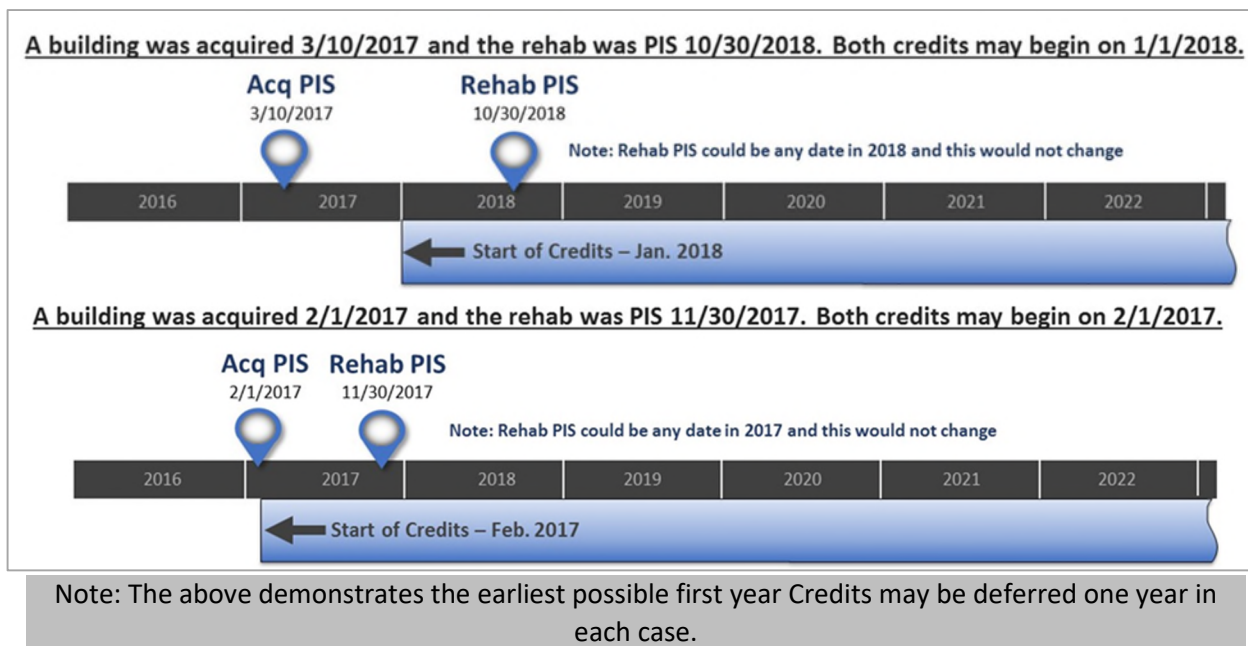 A building was acquired 3/10/2017 and the rehab was PIS 10/30/2018. Both credits may begin on 1/1/2018.
Acq PIS
3/10/2017
Rehab PIS
10/30/2018
Note: Rehab PIS could be any date in 2018 and this would not change
2016 2017 2018 2019 2020 2021 2022
Start of Credits – Jan. 2018
A building was acquired 2/1/2017 and the rehab was PIS 11/30/2017. Both credits may begin on 2/1/2017.
Acq PIS
2/1/2017
Rehab PIS
11/30/2017
Note: Rehab PIS could be any date in 2017 and this would not change
2016 2017 2018 2019 2020 2021 2022
Start of Credits – Feb. 2017
Note: The above demonstrates the earliest possible first year Credits may be deferred one year in
each case.